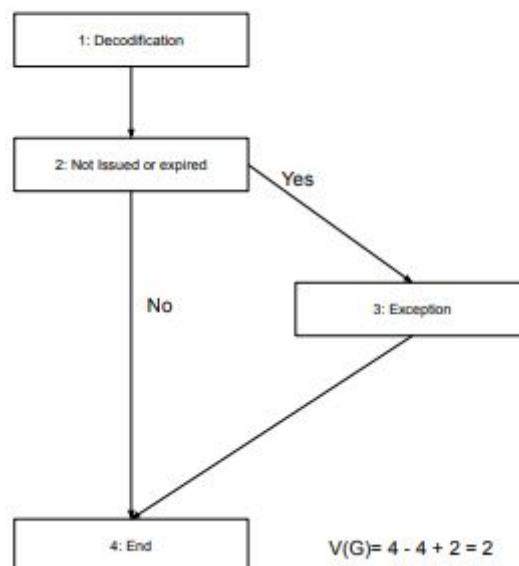 1: Decodification
2: Not Issued or expired
Yes
No
3: Exception
4: End
V(G)= 4 - 4 + 2 = 2